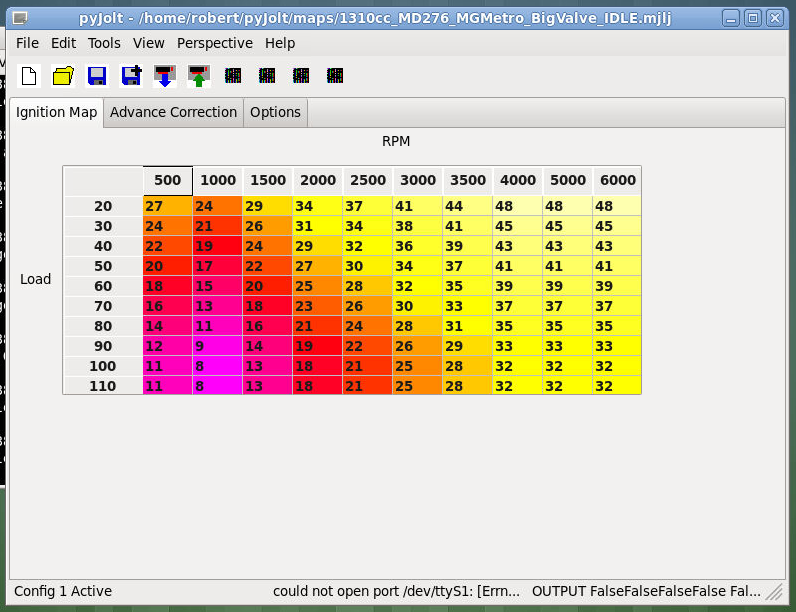 pyJolt - /home/robert/pyJolt/maps/1310cc_MD276_MGMetro_BigValve_IDLE.mjlj
File Edit Tools View Perspective Help
Ignition Map Advance Correction Options
RPM
500 1000 1500 2000 2500 3000 3500 4000 5000 6000
20 27 24 29 34 37 41 44 48 48 48
30 24 21 26 31 34 38 41 45 45 45
40 22 19 24 29 32 36 39 43 43 43
50 20 17 22 27 30 34 37 41 41 41
Load
60 18 15 20 25 28 32 35 39 39 39
70 16 13 18 23 26 30 33 37 37 37
80 14 11 16 21 24 28 31 35 35 35
90 12 9 14 19 22 26 29 33 33 33
100 11 8 13 18 21 25 28 32 32 32
110 11 8 13 18 21 25 28 32 32 32
Config 1 Active could not open port /dev/ttyS1: [Errn... OUTPUT FalseFalseFalseFalse Fal...